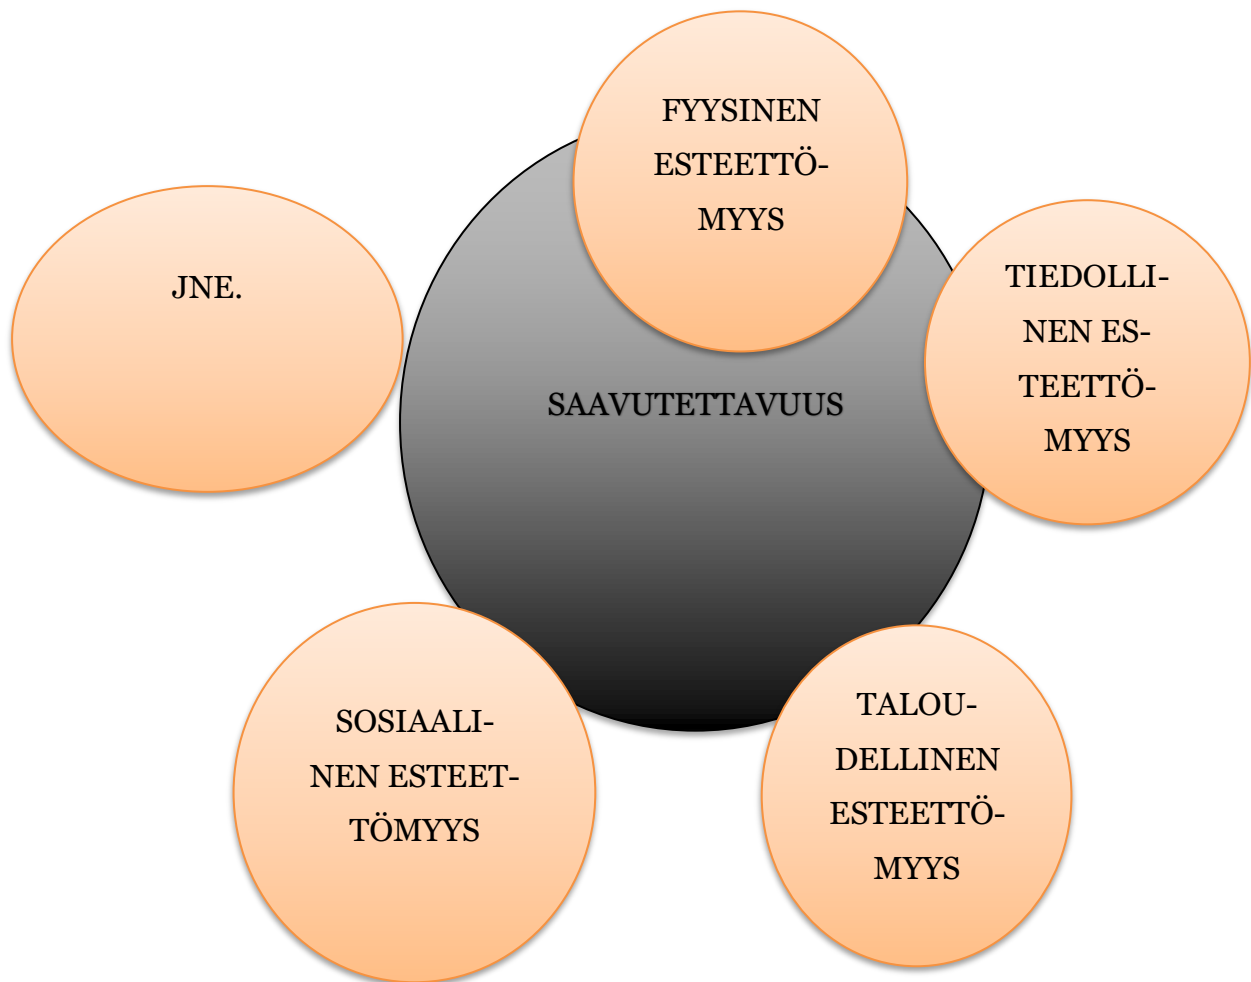 FYYSINEN
ESTEETTÖ-
MYYS
TIEDOLLI-
NEN ES-
TEETTÖ-
MYYS
JNE.
SAAVUTETTAVUUS
SOSIAALI-
NEN ESTEET-
TÖMYYS
TALOU-
DELLINEN
ESTEETTÖ-
MYYS